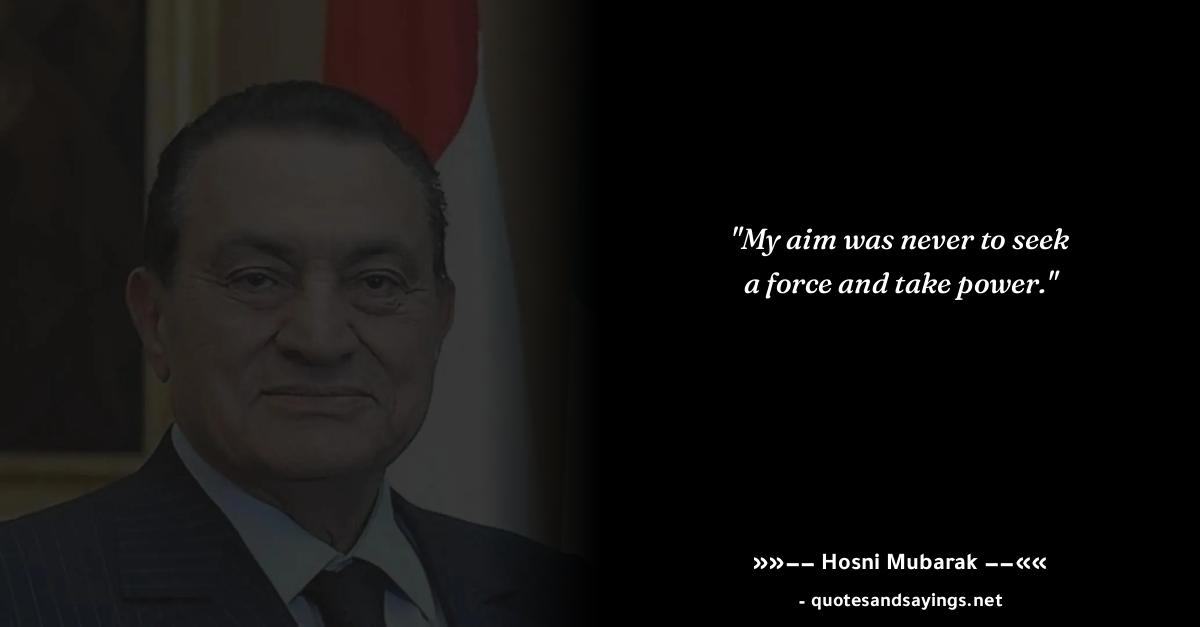 "My aim was never to seek
a force and take power."
»»–– Hosni Mubarak ––««
- quotesandsayings.net